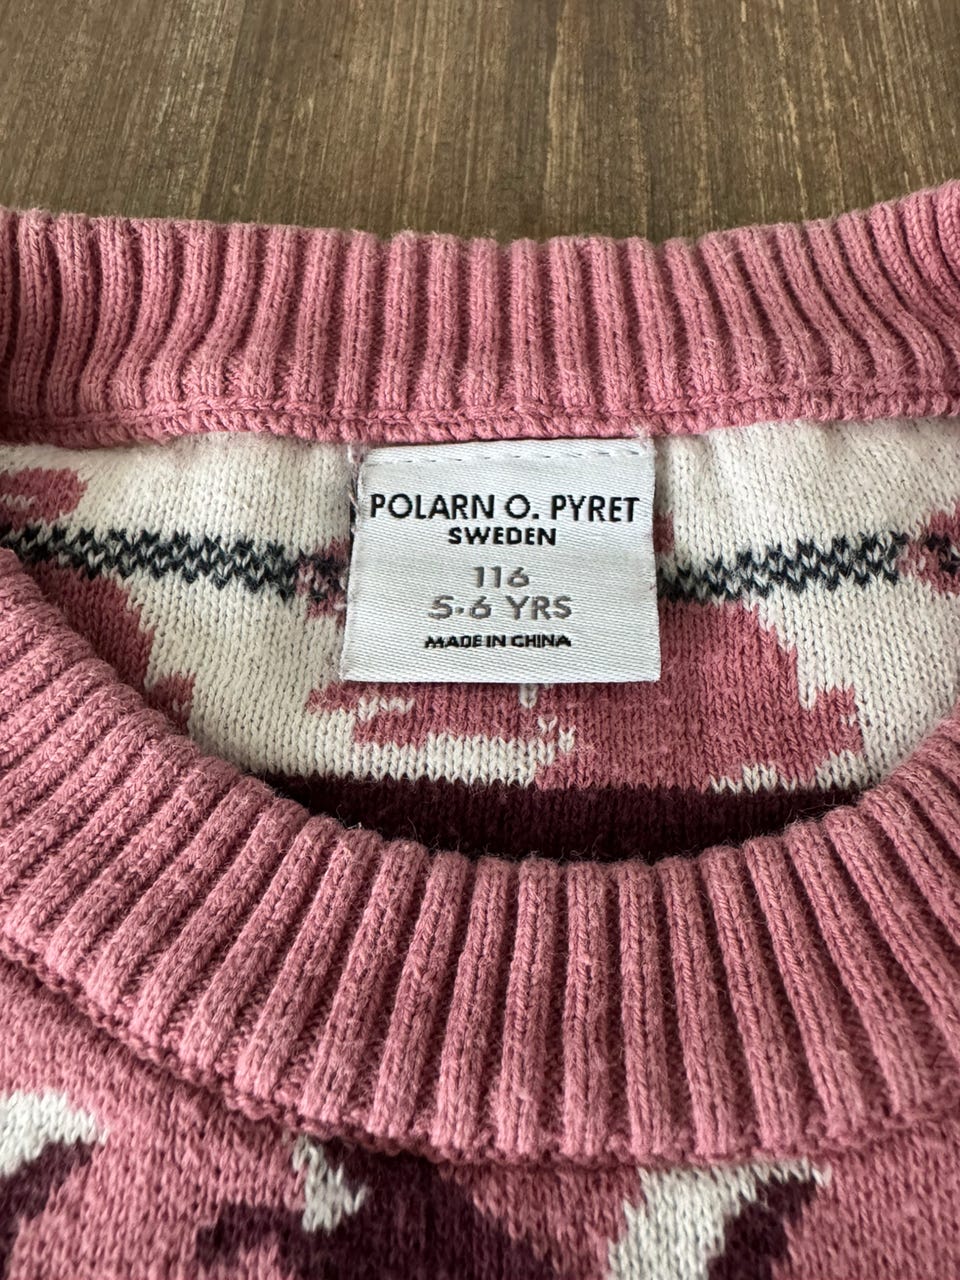 POLARN O. PYRET
SWEDEN
116
5-6 YRS
MADE IN CHINA